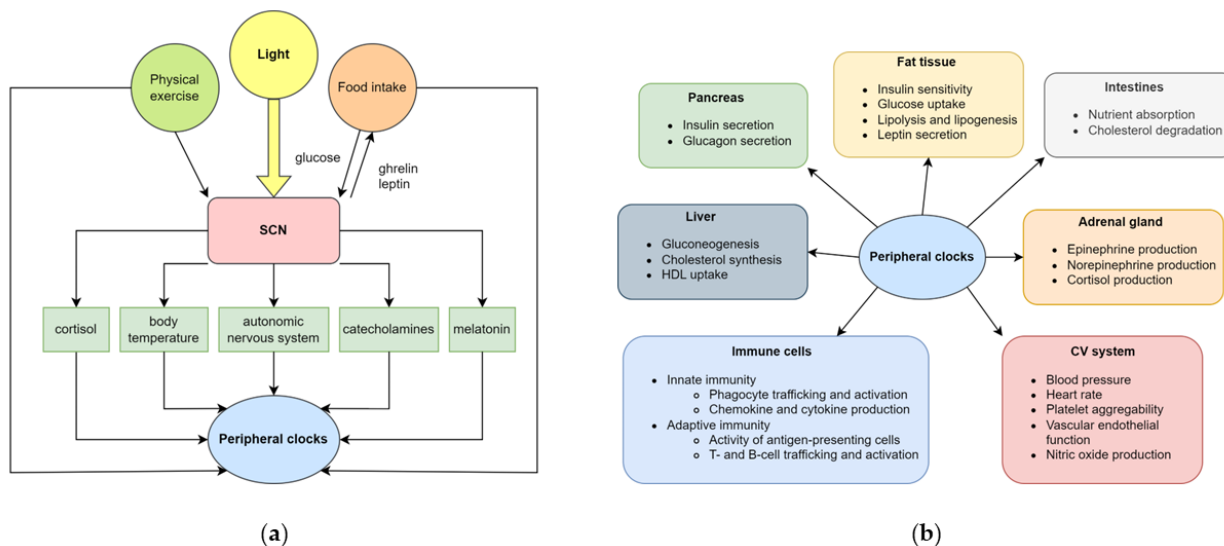 Light
Physical
exercise
Food intake
glucose
ghrelin
leptin
SCN
cortisol
body
temperature
autonomic
nervous system
catecholamines
melatonin
Peripheral clocks
(a)
Fat tissue
• Insulin sensitivity
• Glucose uptake
• Lipolysis and lipogenesis
• Leptin secretion
Pancreas
• Insulin secretion
• Glucagon secretion
Intestines
• Nutrient absorption
• Cholesterol degradation
Liver
• Gluconeogenesis
• Cholesterol synthesis
• HDL uptake
Peripheral clocks
Adrenal gland
• Epinephrine production
• Norepinephrine production
• Cortisol production
Immune cells
• Innate immunity
o Phagocyte trafficking and activation
o Chemokine and cytokine production
• Adaptive immunity
o Activity of antigen-presenting cells
o T- and B-cell trafficking and activation
CV system
• Blood pressure
• Heart rate
• Platelet aggregability
• Vascular endothelial
function
• Nitric oxide production
(b)